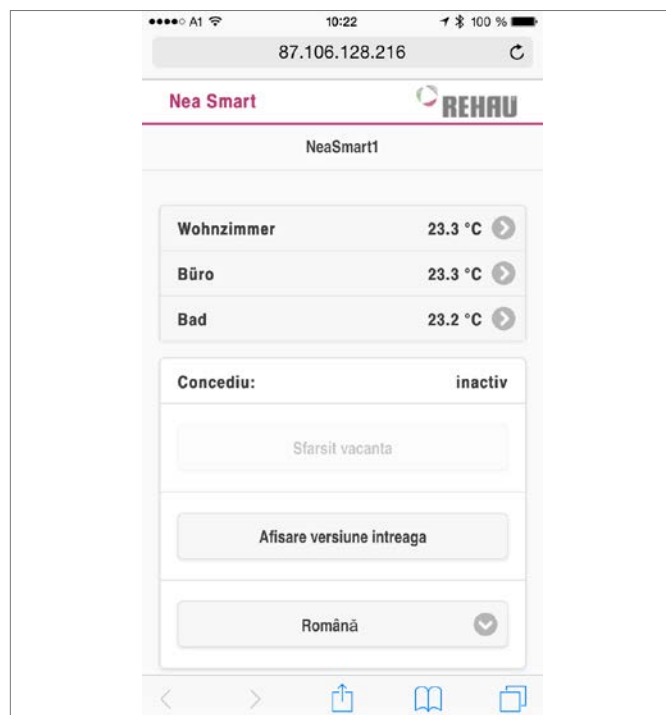 A1 10:22 100 %
87.106.128.216
Nea Smart REHAU
NeaSmart1
Wohnzimmer 23.3 °C
Büro 23.3 °C
Bad 23.2 °C
Concediu: inactiv
Sfarsit vacanta
Afisare versiune intreaga
Română